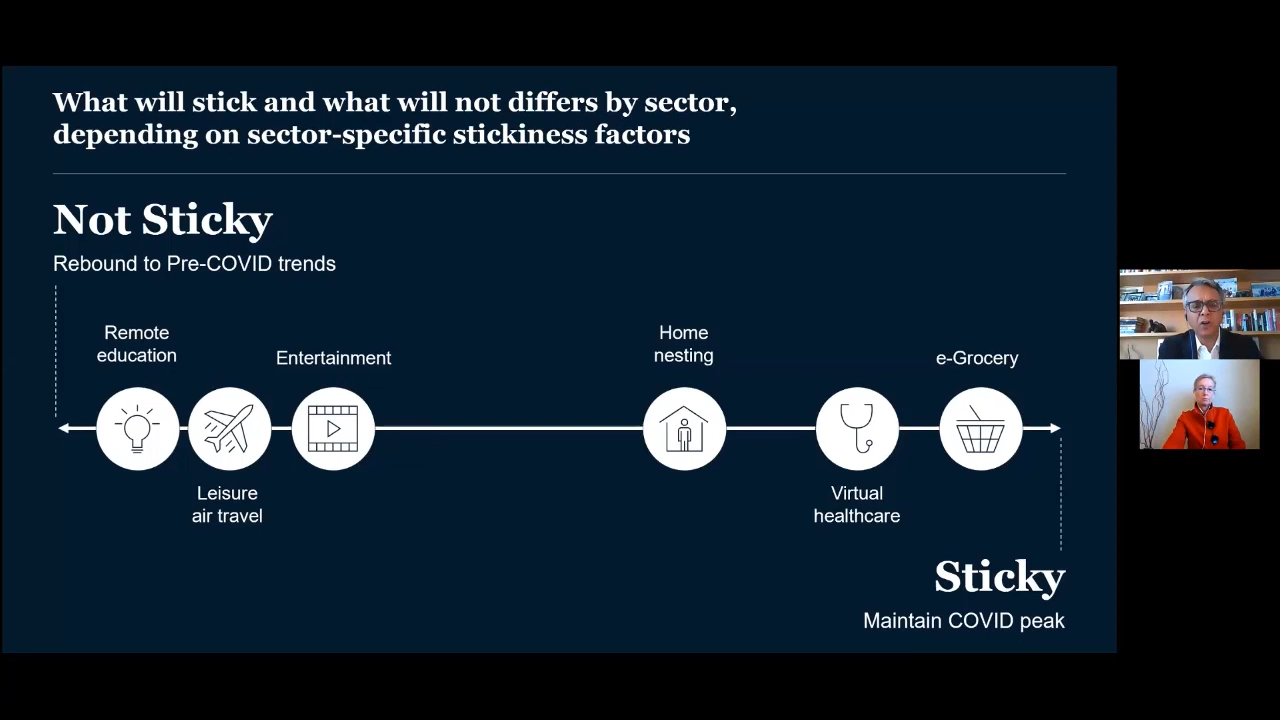 What will stick and what will not differs by sector,
depending on sector-specific stickiness factors
Not Sticky
Rebound to Pre-COVID trends
Remote
education
Entertainment
Home
nesting
e-Grocery
Leisure
air travel
Virtual
healthcare
Sticky
Maintain COVID peak